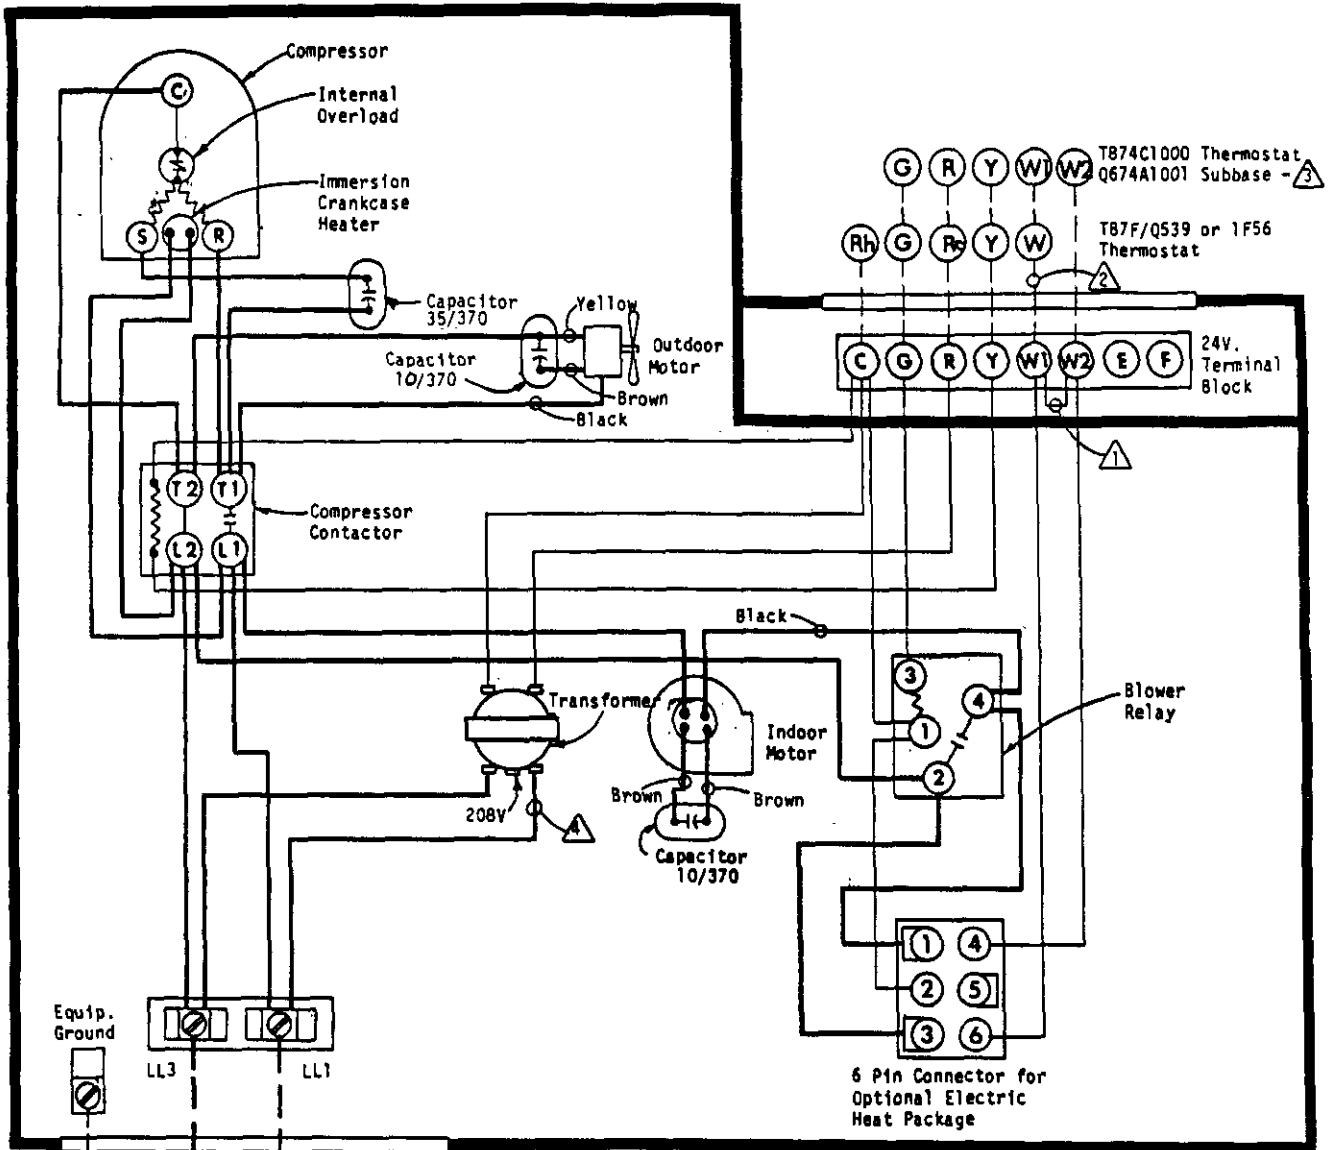 Compressor
C
Internal
Overload
Immersion
Crankcase
Heater
S
R
Capacitor
35/370
Yellow
Capacitor
10/370
Outdoor
Motor
Brown
Black
G R Y W1 W2
T874C1000 Thermostat
Q674A1001 Subbase - 3
Rh G Rc Y W
T87F/Q539 or 1F56
Thermostat
2
C G R Y W1 W2 E F
24V.
Terminal
Block
1
T2 T1
Compressor
Contactor
L2 L1
Black
3
4
1
2
Blower
Relay
Transformer
Indoor
Motor
208V
4
Brown
Brown
Capacitor
10/370
1 4
2 5
3 6
6 Pin Connector for
Optional Electric
Heat Package
Equip.
Ground
LL3
LL1